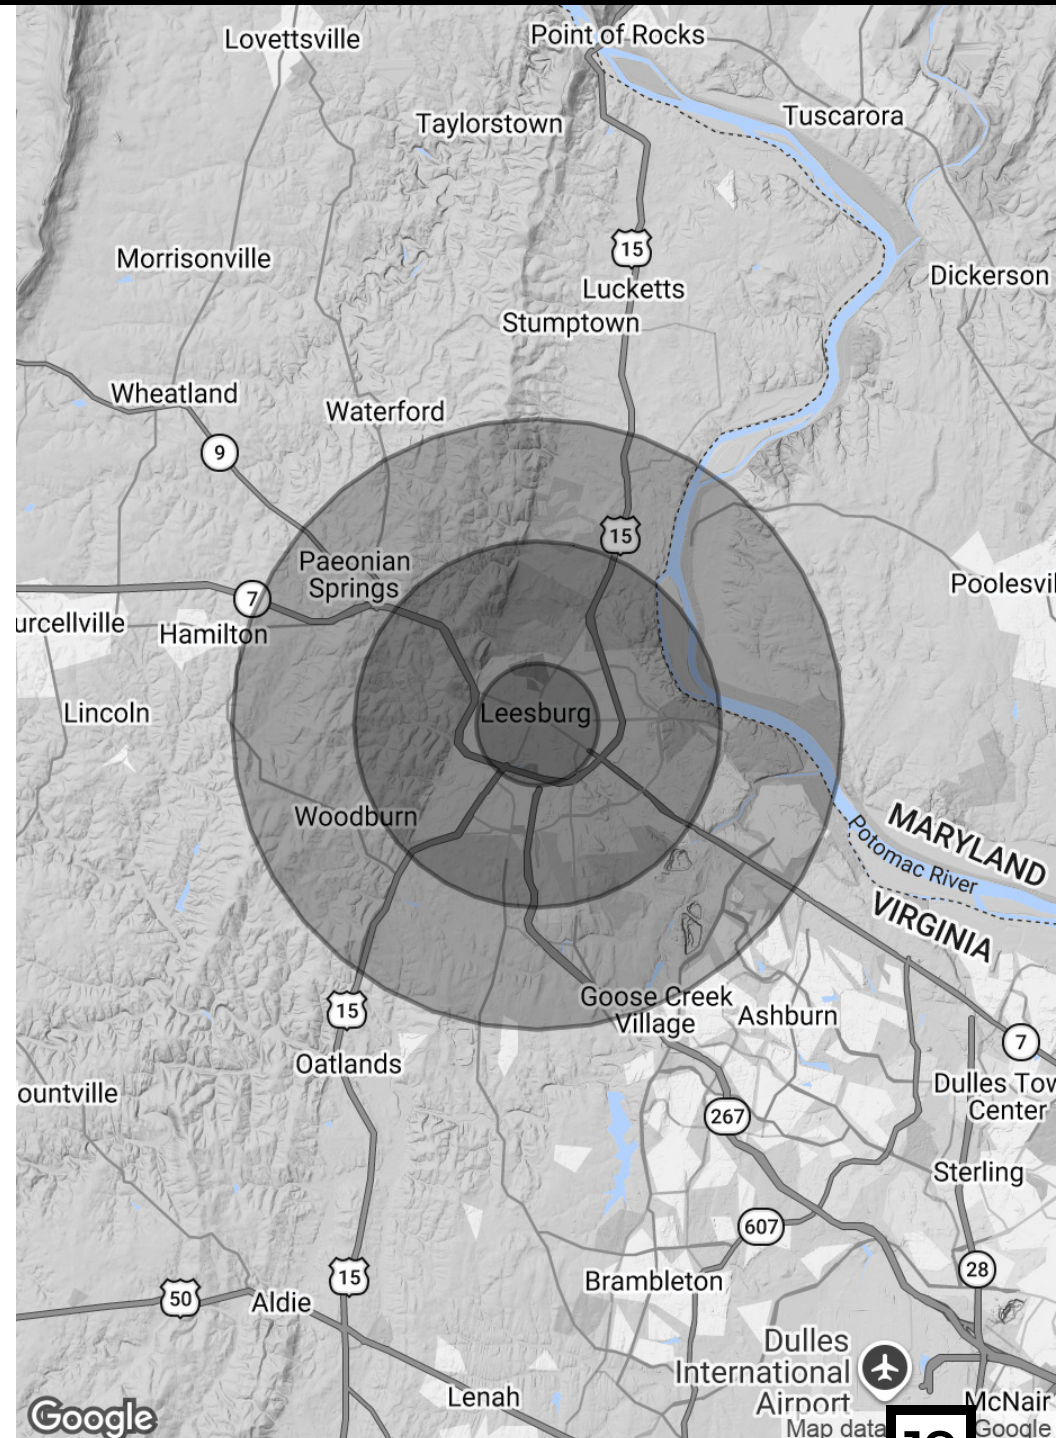 Lovettsville
Point of Rocks
Taylorstown
Tuscarora
15
Morrisonville
Dickerson
Lucketts
Stumptown
Wheatland
Waterford
9
15
Paeonian
Springs
7
Poolesvil
urcellville
Hamilton
Lincoln
Leesburg
Woodburn
MARYLAND
Potomac River
VIRGINIA
15
Goose Creek
Village
Ashburn
7
Oatlands
ountville
Dulles Tow
Center
267
Sterling
607
28
15
Brambleton
50
Aldie
Dulles
International
Airport
Lenah
McNair
Google
Map data
Google